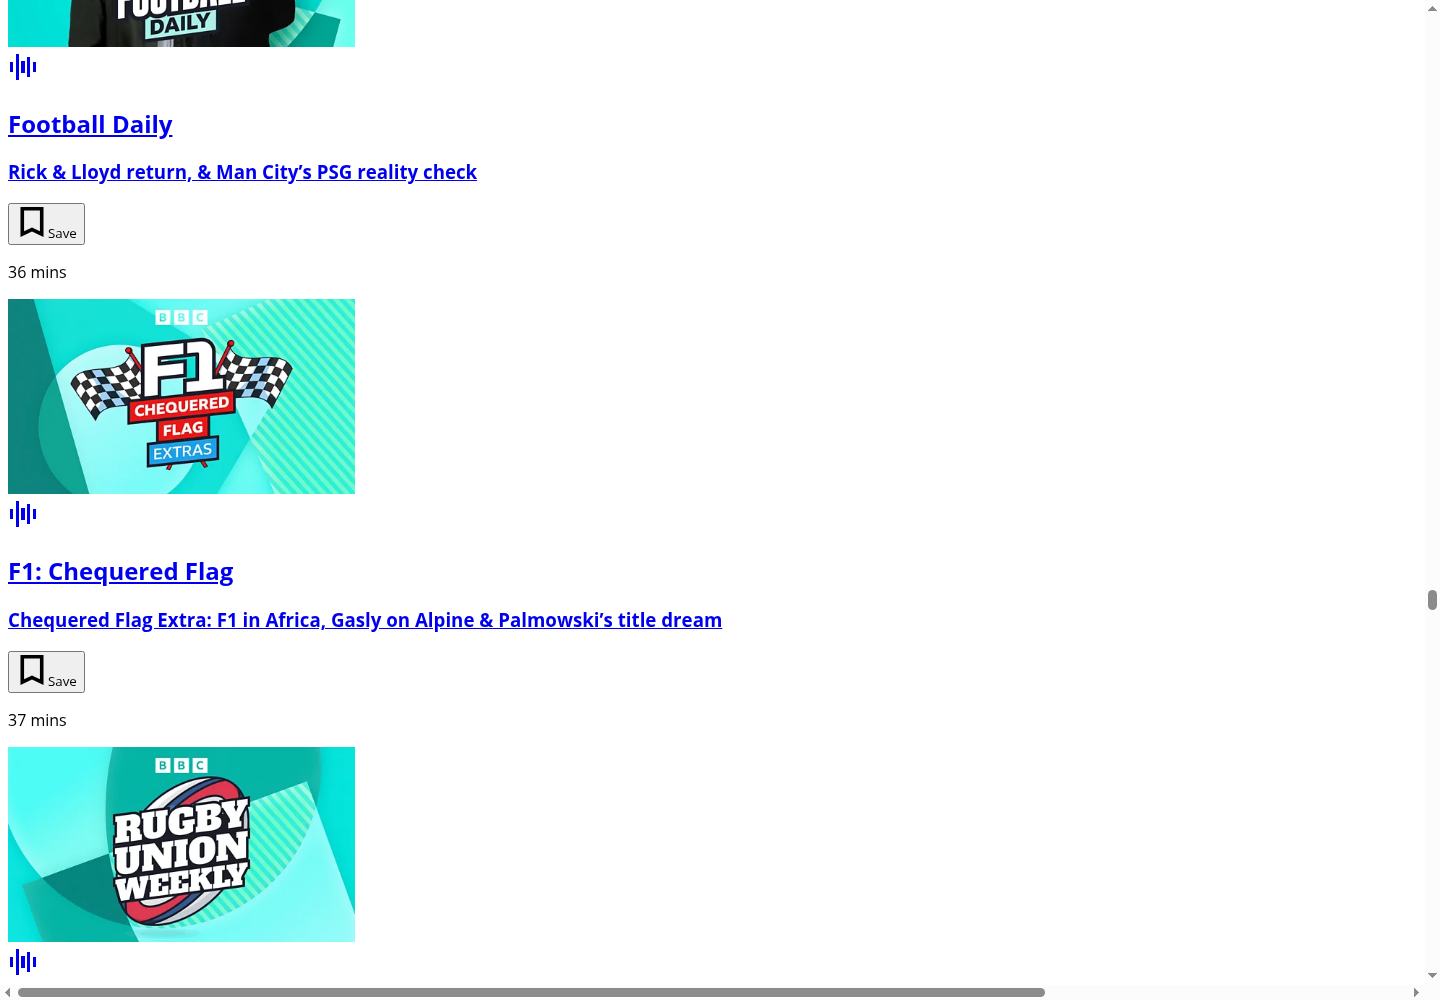 FOOTBALL
DAILY
Football Daily
Rick & Lloyd return, & Man City’s PSG reality check
Save
36 mins
BBC
F1
CHEQUERED
FLAG
EXTRAS
F1: Chequered Flag
Chequered Flag Extra: F1 in Africa, Gasly on Alpine & Palmowski’s title dream
Save
37 mins
BBC
RUGBY
UNION
WEEKLY